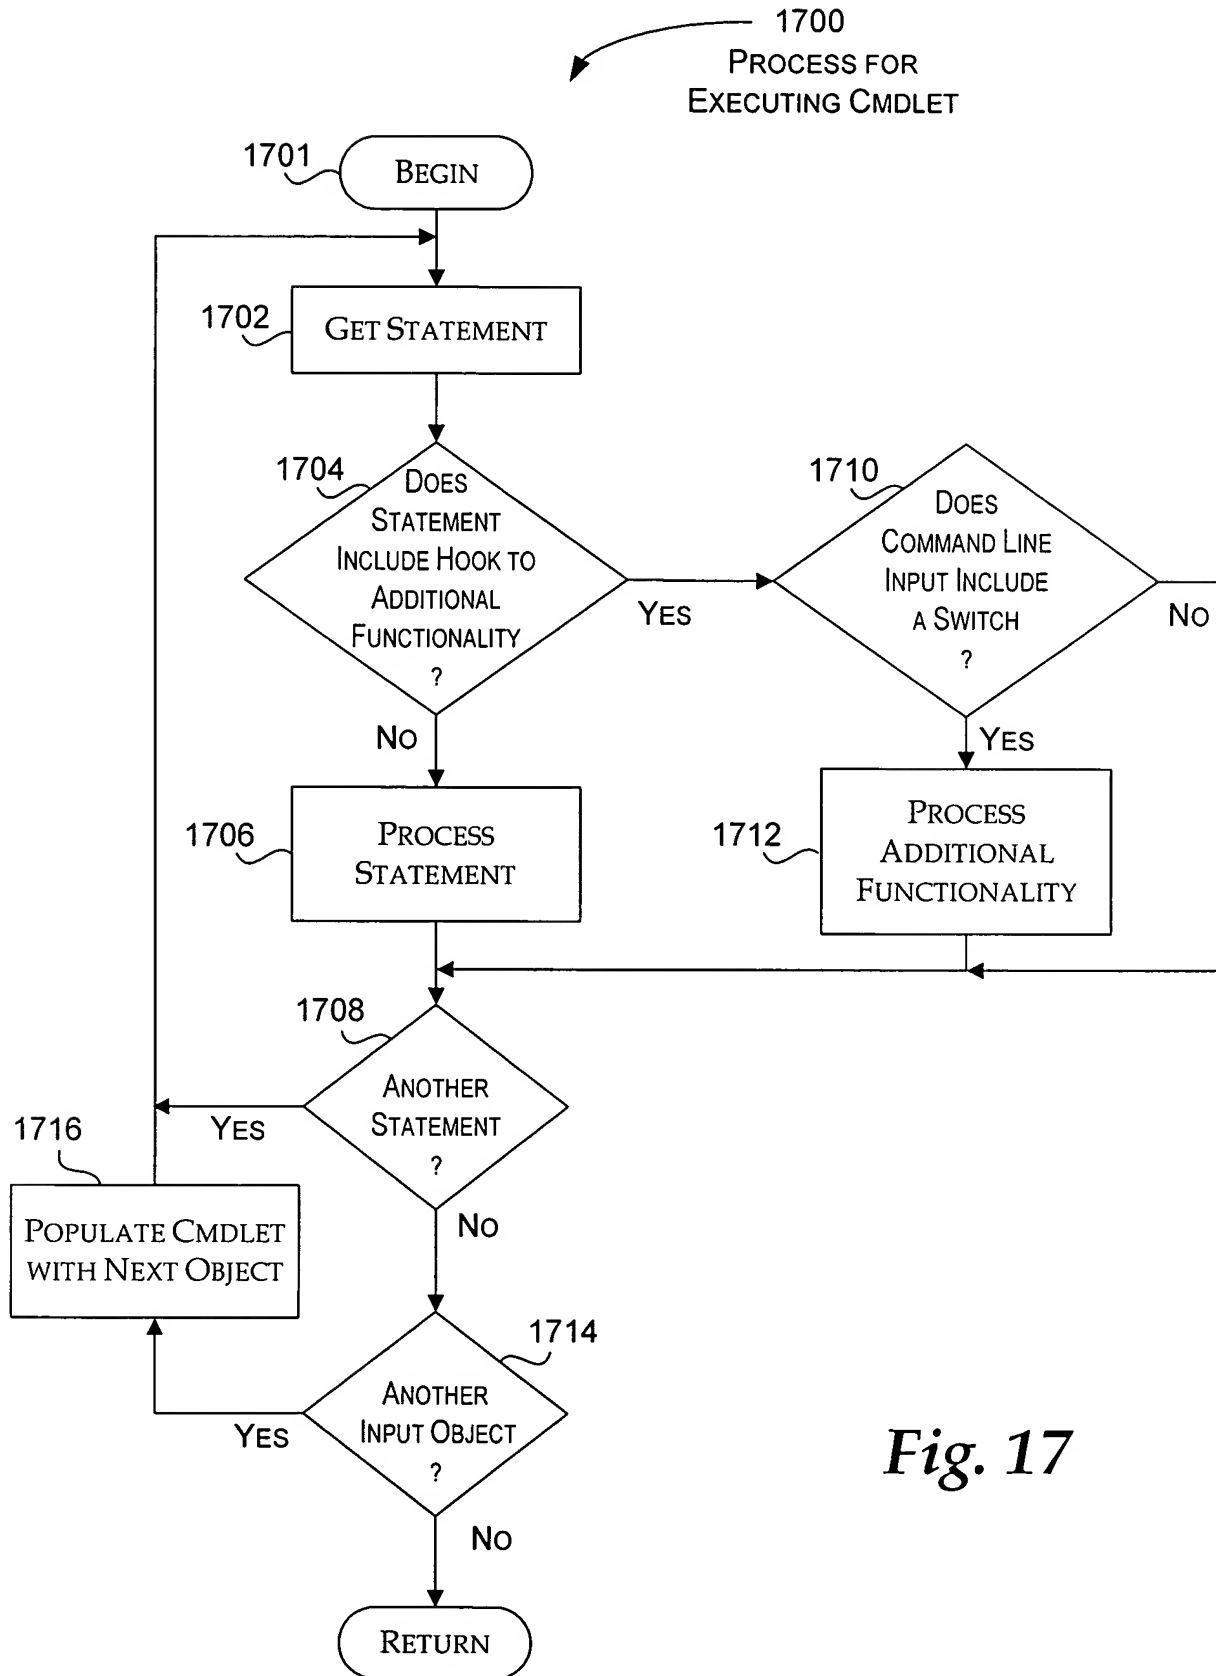 1700
PROCESS FOR
EXECUTING CMDLET
1701
BEGIN
1702
GET STATEMENT
1704
DOES
STATEMENT
INCLUDE HOOK TO
ADDITIONAL
FUNCTIONALITY
?
YES
NO
1710
DOES
COMMAND LINE
INPUT INCLUDE
A SWITCH
?
NO
YES
1706
PROCESS
STATEMENT
1712
PROCESS
ADDITIONAL
FUNCTIONALITY
1708
ANOTHER
STATEMENT
?
YES
NO
1716
POPULATE CMDLET
WITH NEXT OBJECT
1714
ANOTHER
INPUT OBJECT
?
YES
NO
RETURN
Fig. 17